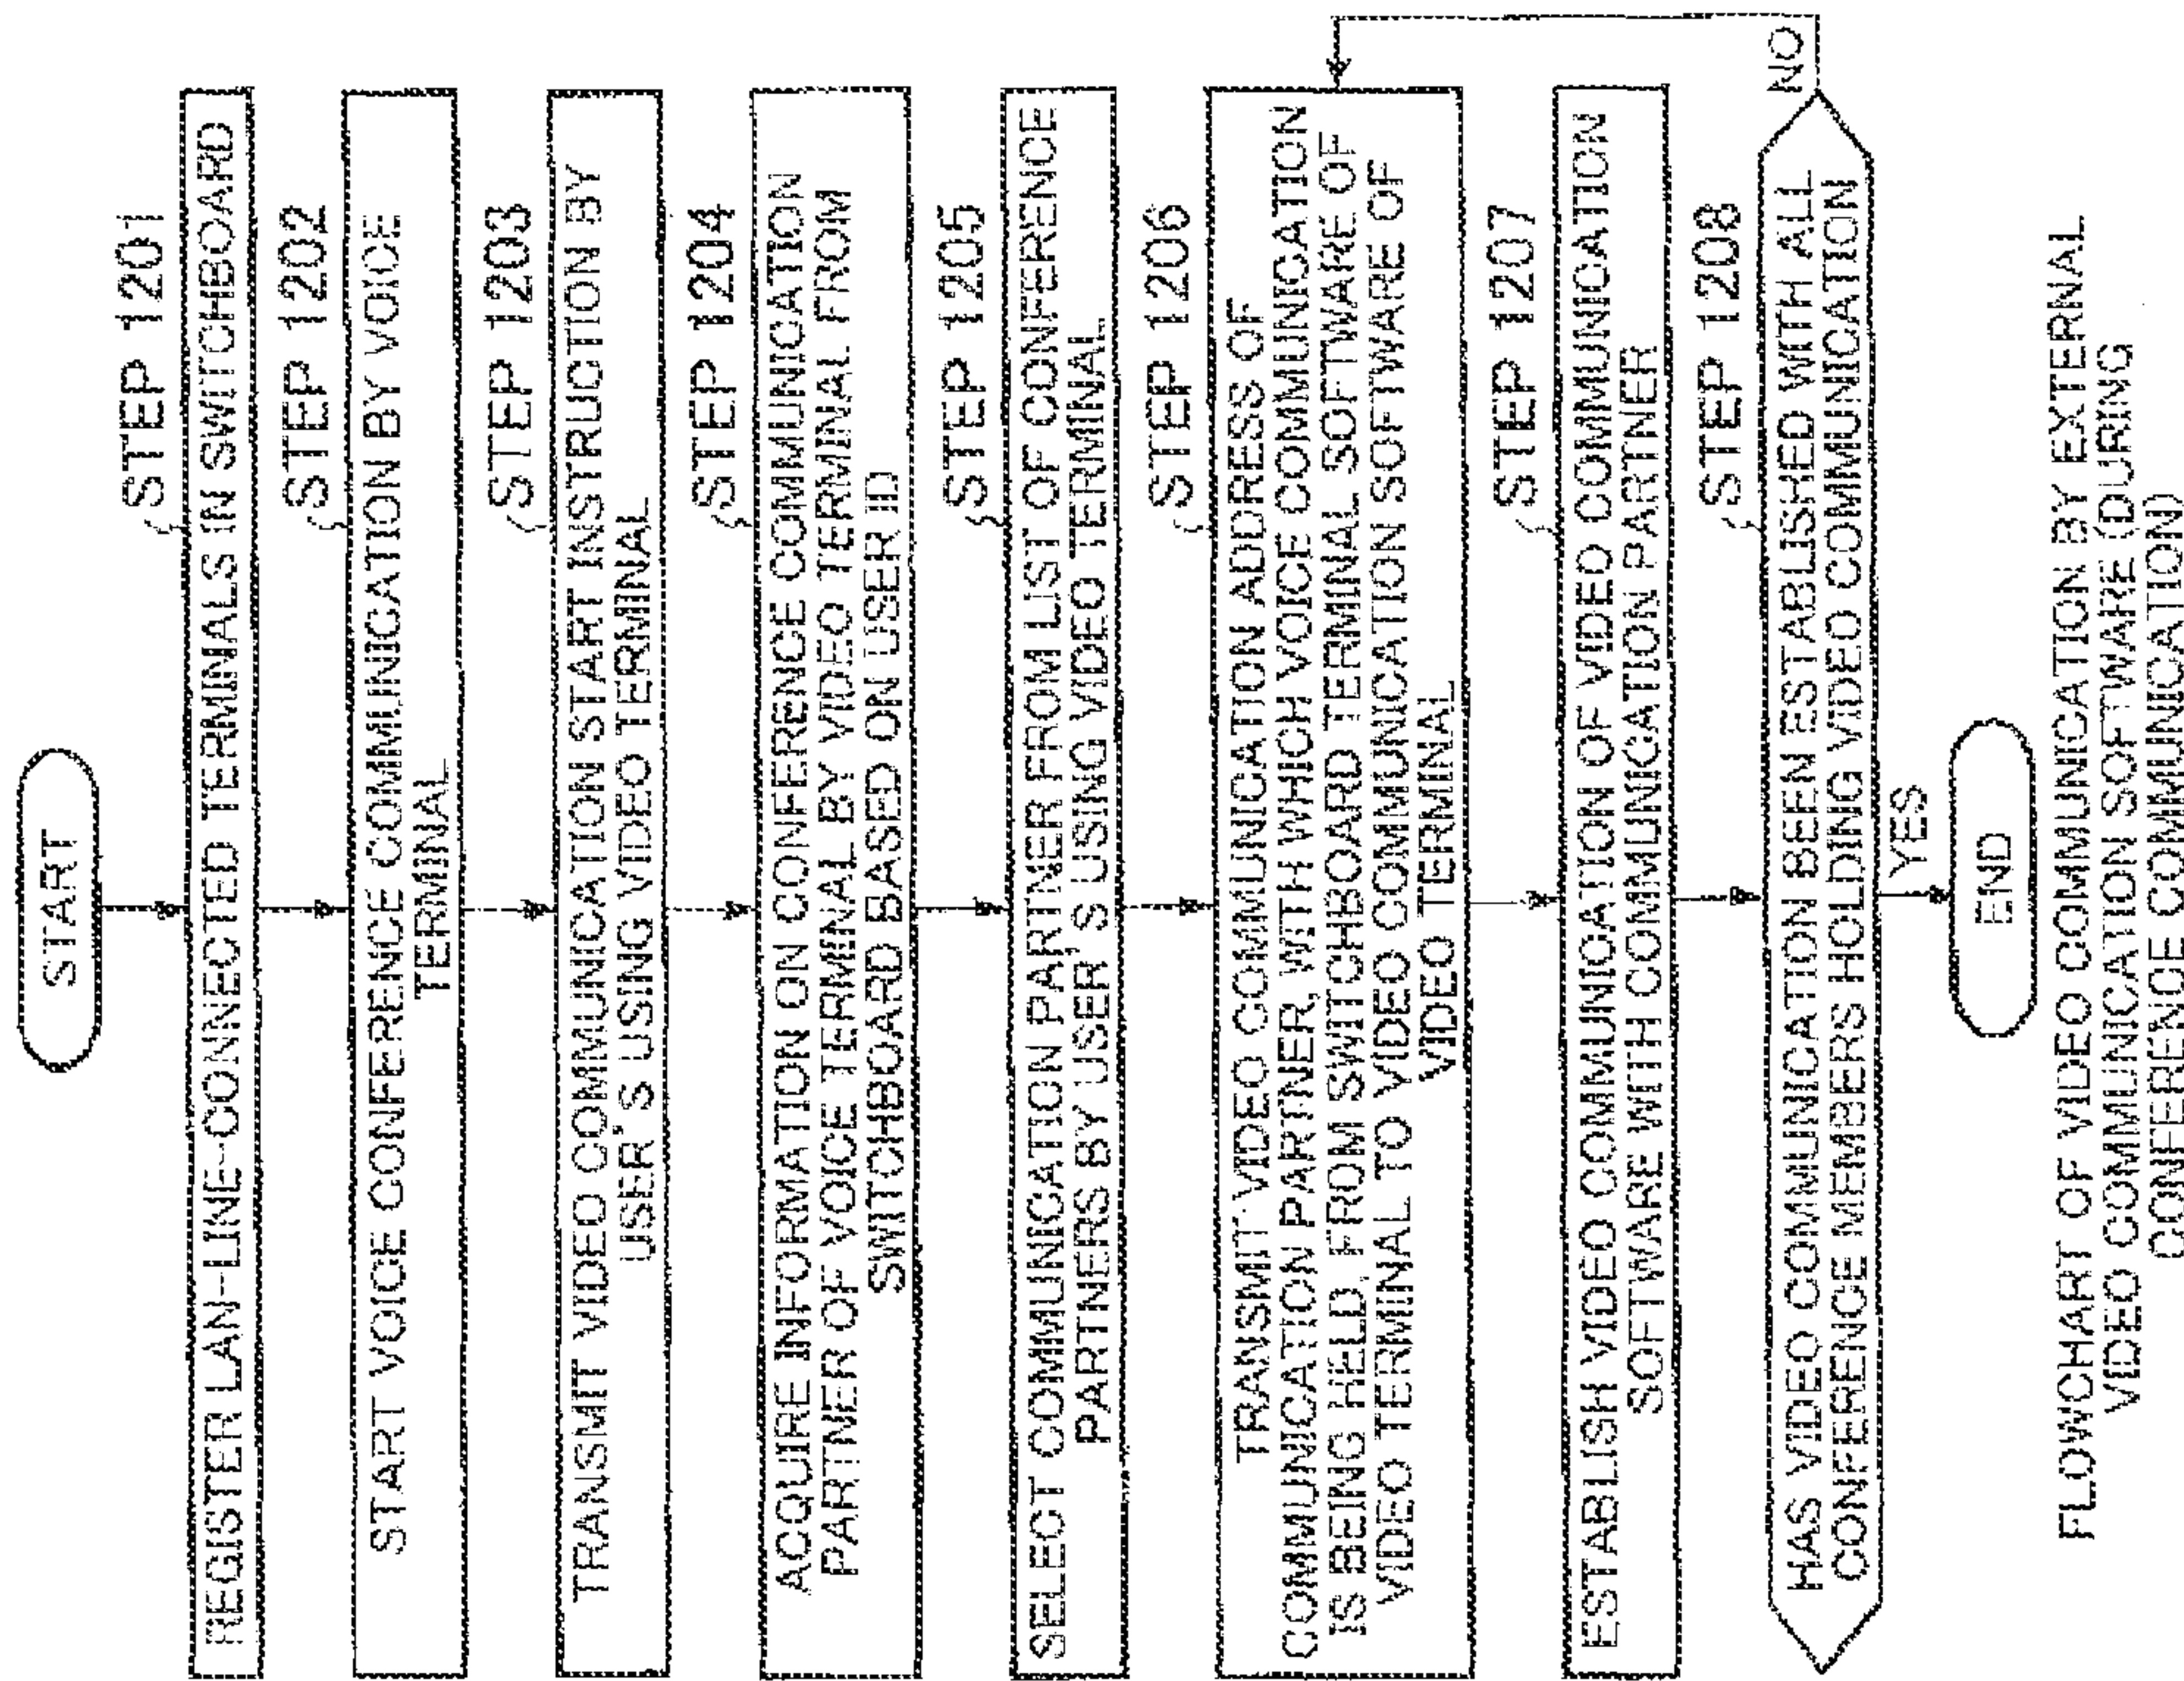 START
STEP 1201
REGISTER LAN-LINE-CONNECTED TERMINALS IN SWITCHBOARD
STEP 1202
START VOICE CONFERENCE COMMUNICATION BY VOICE
TERMINAL
STEP 1203
TRANSMIT VIDEO COMMUNICATION START INSTRUCTION BY
USER'S USING VIDEO TERMINAL
STEP 1204
ACQUIRE INFORMATION ON CONFERENCE COMMUNICATION
PARTNER OF VOICE TERMINAL BY VIDEO TERMINAL FROM
SWITCHBOARD BASED ON USER ID
STEP 1205
SELECT COMMUNICATION PARTNER FROM LIST OF CONFERENCE
PARTNERS BY USER'S USING VIDEO TERMINAL
STEP 1206
TRANSMIT VIDEO COMMUNICATION ADDRESS OF
COMMUNICATION PARTNER, WITH WHICH VOICE COMMUNICATION
IS BEING HELD, FROM SWITCHBOARD TERMINAL SOFTWARE OF
VIDEO TERMINAL TO VIDEO COMMUNICATION SOFTWARE OF
VIDEO TERMINAL
STEP 1207
ESTABLISH VIDEO COMMUNICATION OF VIDEO COMMUNICATION
SOFTWARE WITH COMMUNICATION PARTNER
STEP 1208
HAS VIDEO COMMUNICATION BEEN ESTABLISHED WITH ALL
CONFERENCE MEMBERS HOLDING VIDEO COMMUNICATION
NO
YES
END
FLOWCHART OF VIDEO COMMUNICATION BY EXTERNAL
VIDEO COMMUNICATION SOFTWARE (DURING
CONFERENCE COMMUNICATION)